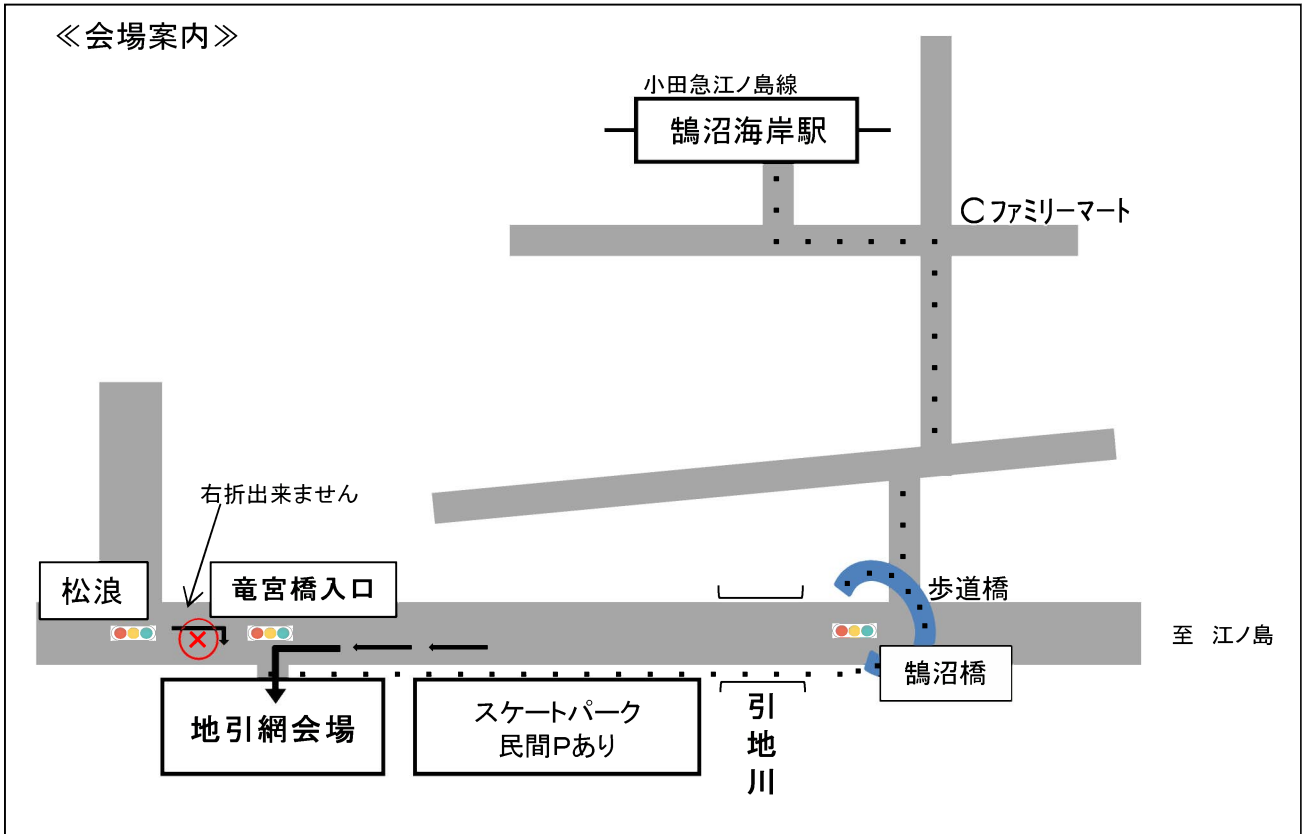 ≪会場案内≫
小田急江ノ島線
鵠沼海岸駅
Cファミリーマート
右折出来ません
松浪
竜宮橋入口
歩道橋
至 江ノ島
鵠沼橋
地引網会場
スケートパーク
民間Pあり
引地川